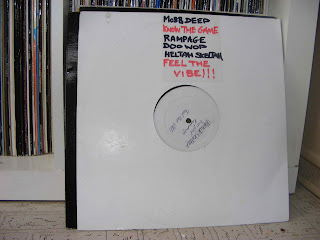 MOBB DEEP
KNOW THE GAME
RAMPAGE
DOO WOP
HELTAH SKELTAH
FEEL THE
VIBE!!!